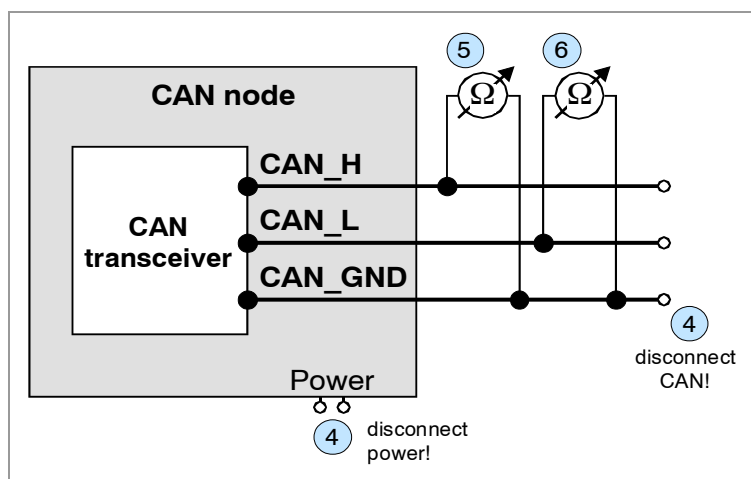 5
6
Ω
Ω
CAN node
CAN_H
CAN
transceiver
CAN_L
CAN_GND
4
disconnect
CAN!
Power
4
disconnect
power!